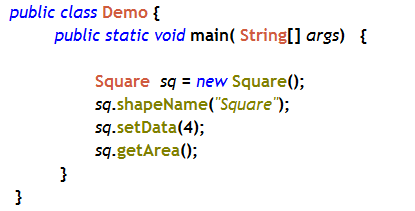 public class Demo {
public static void main( String[] args) {
Square sq = new Square();
sq.shapeName("Square");
sq.setData(4);
sq.getArea();
}
}